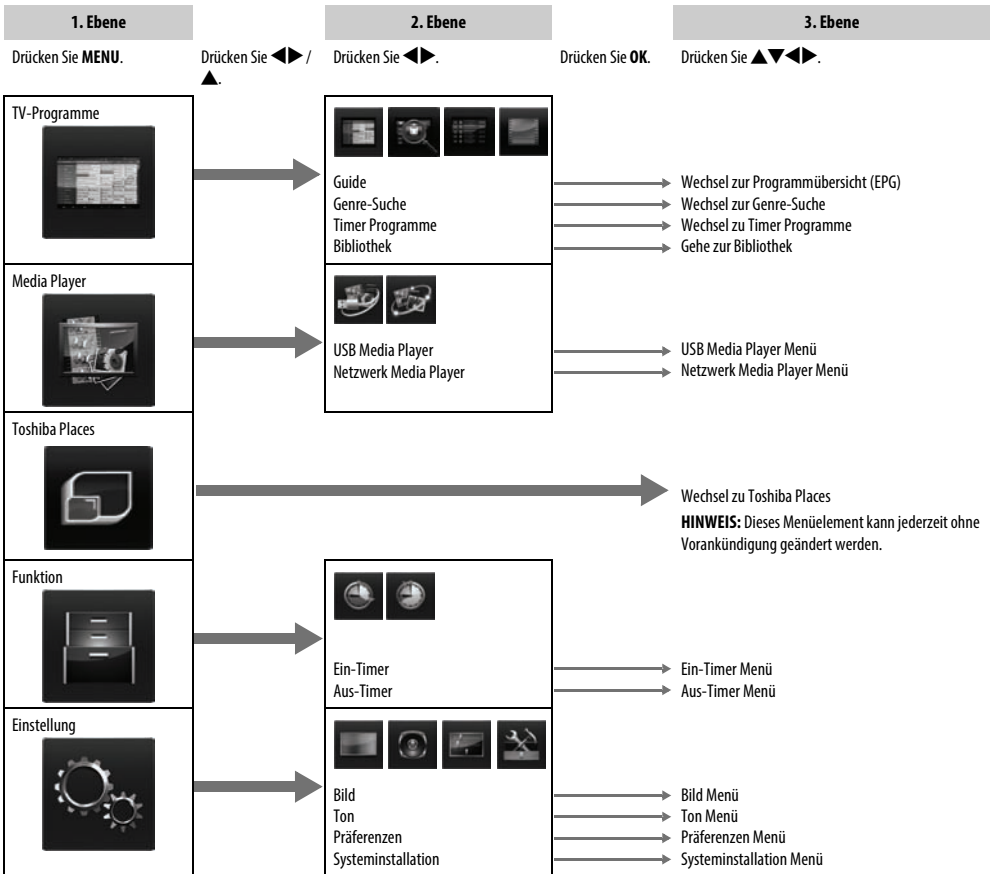 1. Ebene
2. Ebene
3. Ebene
Drücken Sie MENU.
Drücken Sie ◀▶ /
▲.
Drücken Sie ◀▶.
Drücken Sie OK.
Drücken Sie ▲▼◀▶.
TV-Programme
Guide
Genre-Suche
Timer Programme
Bibliothek
Wechsel zur Programmübersicht (EPG)
Wechsel zur Genre-Suche
Wechsel zu Timer Programme
Gehe zur Bibliothek
Media Player
USB Media Player
Netzwerk Media Player
USB Media Player Menü
Netzwerk Media Player Menü
Toshiba Places
Wechsel zu Toshiba Places
HINWEIS: Dieses Menüelement kann jederzeit ohne
Vorankündigung geändert werden.
Funktion
Ein-Timer
Aus-Timer
Ein-Timer Menü
Aus-Timer Menü
Einstellung
Bild
Ton
Präferenzen
Systeminstallation
Bild Menü
Ton Menü
Präferenzen Menü
Systeminstallation Menü